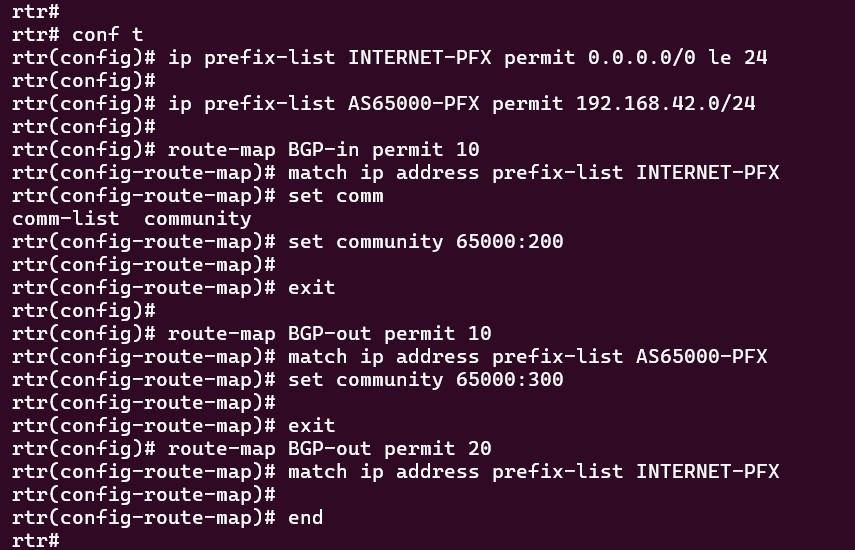 rtr#
rtr# conf t
rtr(config)# ip prefix-list INTERNET-PFX permit 0.0.0.0/0 le 24
rtr(config)#
rtr(config)# ip prefix-list AS65000-PFX permit 192.168.42.0/24
rtr(config)#
rtr(config)# route-map BGP-in permit 10
rtr(config-route-map)# match ip address prefix-list INTERNET-PFX
rtr(config-route-map)# set comm
comm-list  community
rtr(config-route-map)# set community 65000:200
rtr(config-route-map)#
rtr(config-route-map)# exit
rtr(config)#
rtr(config)# route-map BGP-out permit 10
rtr(config-route-map)# match ip address prefix-list AS65000-PFX
rtr(config-route-map)# set community 65000:300
rtr(config-route-map)#
rtr(config-route-map)# exit
rtr(config)# route-map BGP-out permit 20
rtr(config-route-map)# match ip address prefix-list INTERNET-PFX
rtr(config-route-map)#
rtr(config-route-map)# end
rtr#